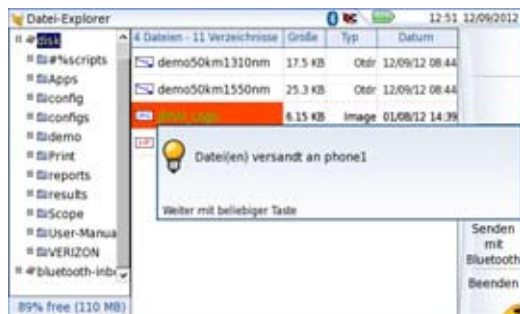 Datei-Explorer 12:51 12/09/2012
disk
#%scripts
Apps
config
configs
demo
Print
reports
results
Scope
User-Manua
VERIZON
bluetooth-inb
89% free (110 MB)
4 Dateien - 11 Verzeichnisse Größe Typ Datum
demo50km1310nm 17.5 KB Otdr 12/09/12 08:44
demo50km1550nm 25.3 KB Otdr 12/09/12 08:44
6.15 KB Image 01/08/12 14:39
Datei(en) versandt an phone1
Weiter mit beliebiger Taste
Senden
mit
Bluetooth
Beenden